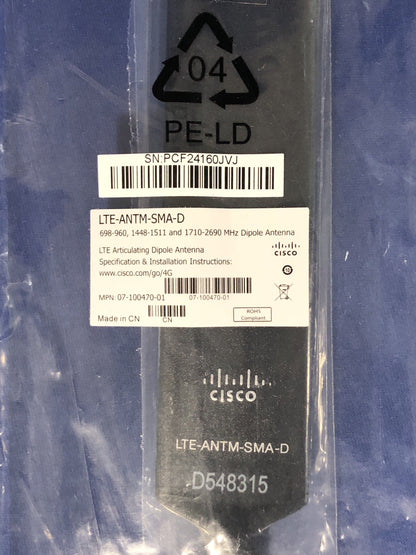 04
PE-LD
SN:PCF24160JVJ
LTE-ANTM-SMA-D
698-960, 1448-1511 and 1710-2690 MHz Dipole Antenna
LTE Articulating Dipole Antenna
Specification & Installation Instructions:
www.cisco.com/go/4G
CISCO
MPN: 07-100470-01
07-100470-01
Made in CN
CN
ROHS
Compliant
CISCO
LTE-ANTM-SMA-D
D548315